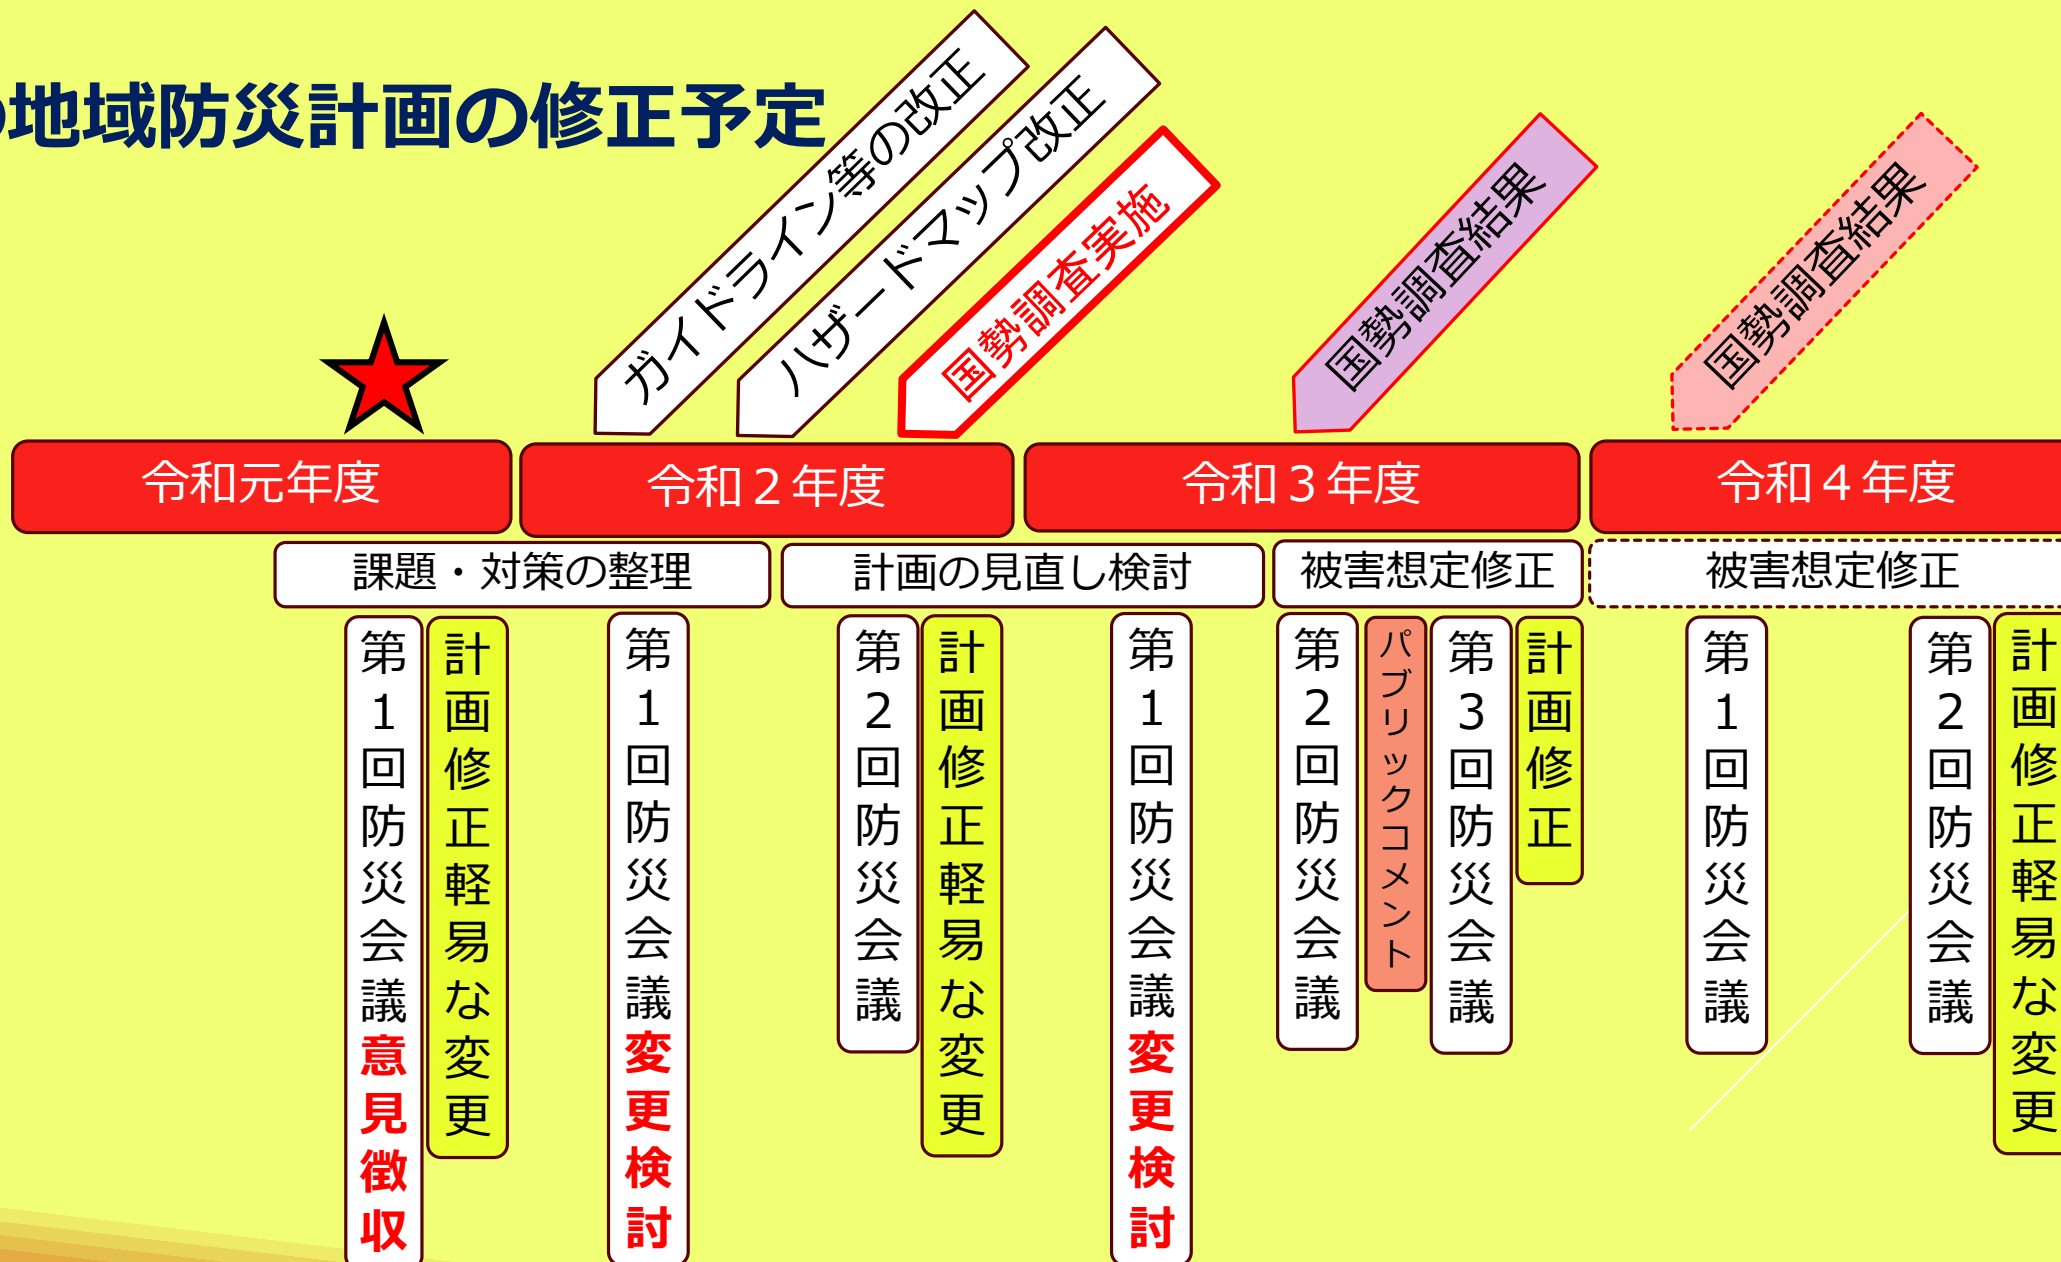 の地域防災計画の修正予定
ガイドライン等の改正
ハザードマップ改正
国勢調査実施
国勢調査結果
国勢調査結果
令和元年度
令和２年度
令和３年度
令和４年度
課題・対策の整理
計画の見直し検討
被害想定修正
被害想定修正
第1回防災会議意見徴収
計画修正軽易な変更
第1回防災会議変更検討
第2回防災会議
計画修正軽易な変更
第1回防災会議変更検討
第2回防災会議
パブリックコメント
第3回防災会議
計画修正
第1回防災会議
第2回防災会議
計画修正軽易な変更